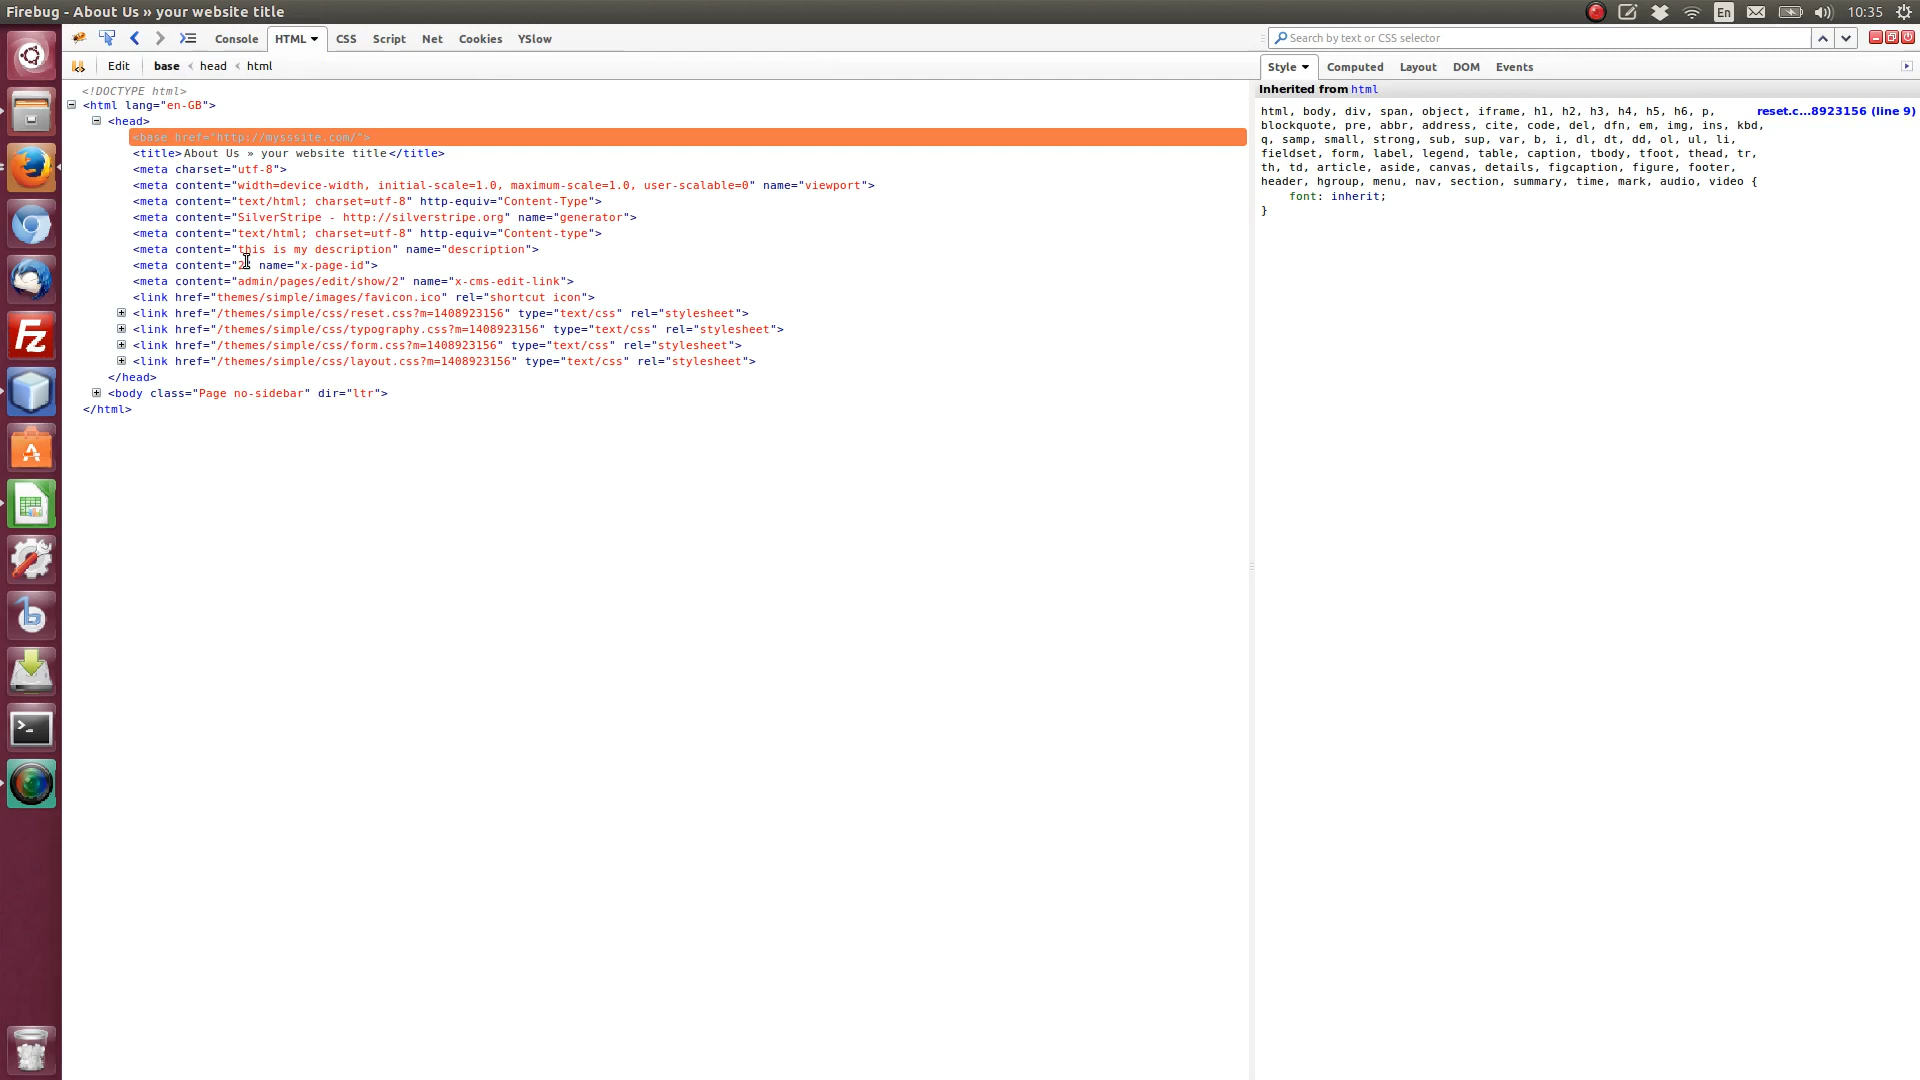 Firebug - About Us » your website title
En
10:35
Console
HTML
CSS
Script
Net
Cookies
YSlow
Search by text or CSS selector
Edit
base < head < html
Style
Computed
Layout
DOM
Events
<!DOCTYPE html>
<html lang="en-GB">
<head>
<base href="http://mysssite.com/">
<title>About Us » your website title</title>
<meta charset="utf-8">
<meta content="width=device-width, initial-scale=1.0, maximum-scale=1.0, user-scalable=0" name="viewport">
<meta content="text/html; charset=utf-8" http-equiv="Content-Type">
<meta content="SilverStripe - http://silverstripe.org" name="generator">
<meta content="text/html; charset=utf-8" http-equiv="Content-type">
<meta content="this is my description" name="description">
<meta content="2" name="x-page-id">
<meta content="admin/pages/edit/show/2" name="x-cms-edit-link">
<link href="themes/simple/images/favicon.ico" rel="shortcut icon">
<link href="/themes/simple/css/reset.css?m=1408923156" type="text/css" rel="stylesheet">
<link href="/themes/simple/css/typography.css?m=1408923156" type="text/css" rel="stylesheet">
<link href="/themes/simple/css/form.css?m=1408923156" type="text/css" rel="stylesheet">
<link href="/themes/simple/css/layout.css?m=1408923156" type="text/css" rel="stylesheet">
</head>
<body class="Page no-sidebar" dir="ltr">
</html>
Inherited from html
html, body, div, span, object, iframe, h1, h2, h3, h4, h5, h6, p, reset.c...8923156 (line 9)
blockquote, pre, abbr, address, cite, code, del, dfn, em, img, ins, kbd,
q, samp, small, strong, sub, sup, var, b, i, dl, dt, dd, ol, ul, li,
fieldset, form, label, legend, table, caption, tbody, tfoot, thead, tr,
th, td, article, aside, canvas, details, figcaption, figure, footer,
header, hgroup, menu, nav, section, summary, time, mark, audio, video {
font: inherit;
}